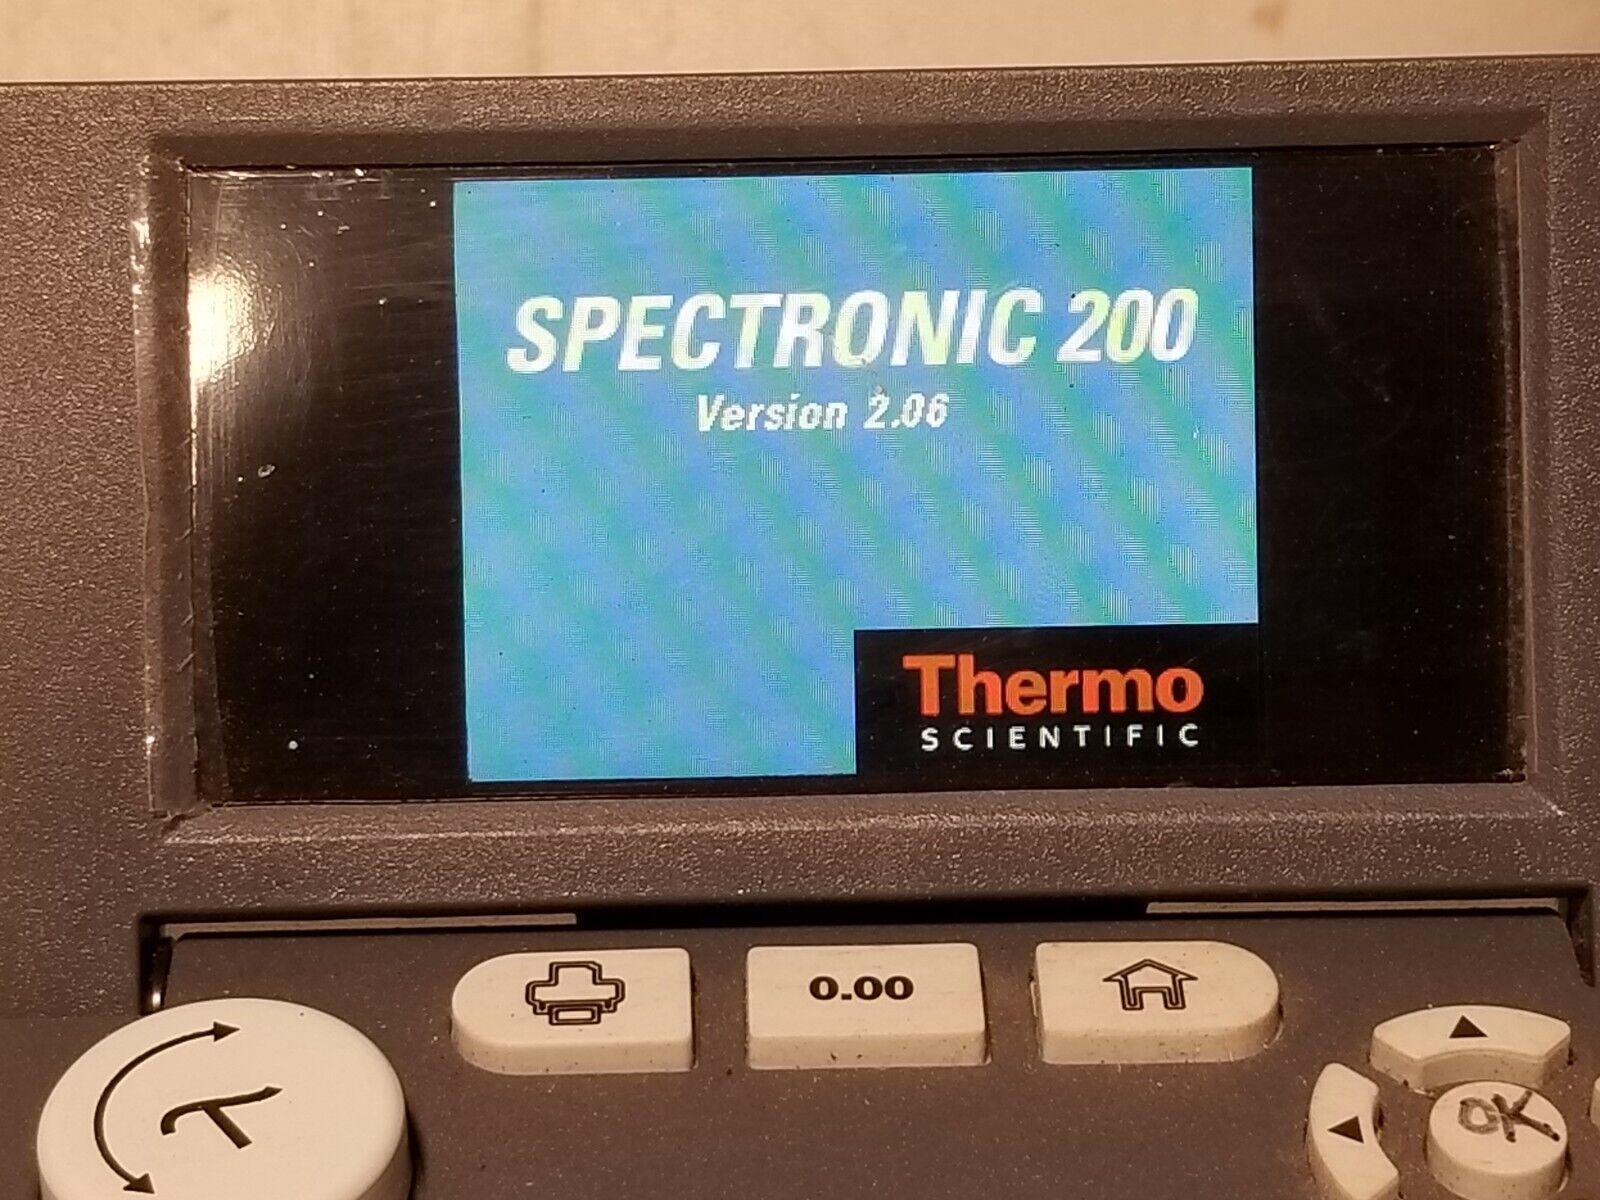 SPECTRONIC 200
Version 2.06
Thermo
SCIENTIFIC
0.00
λ
OK